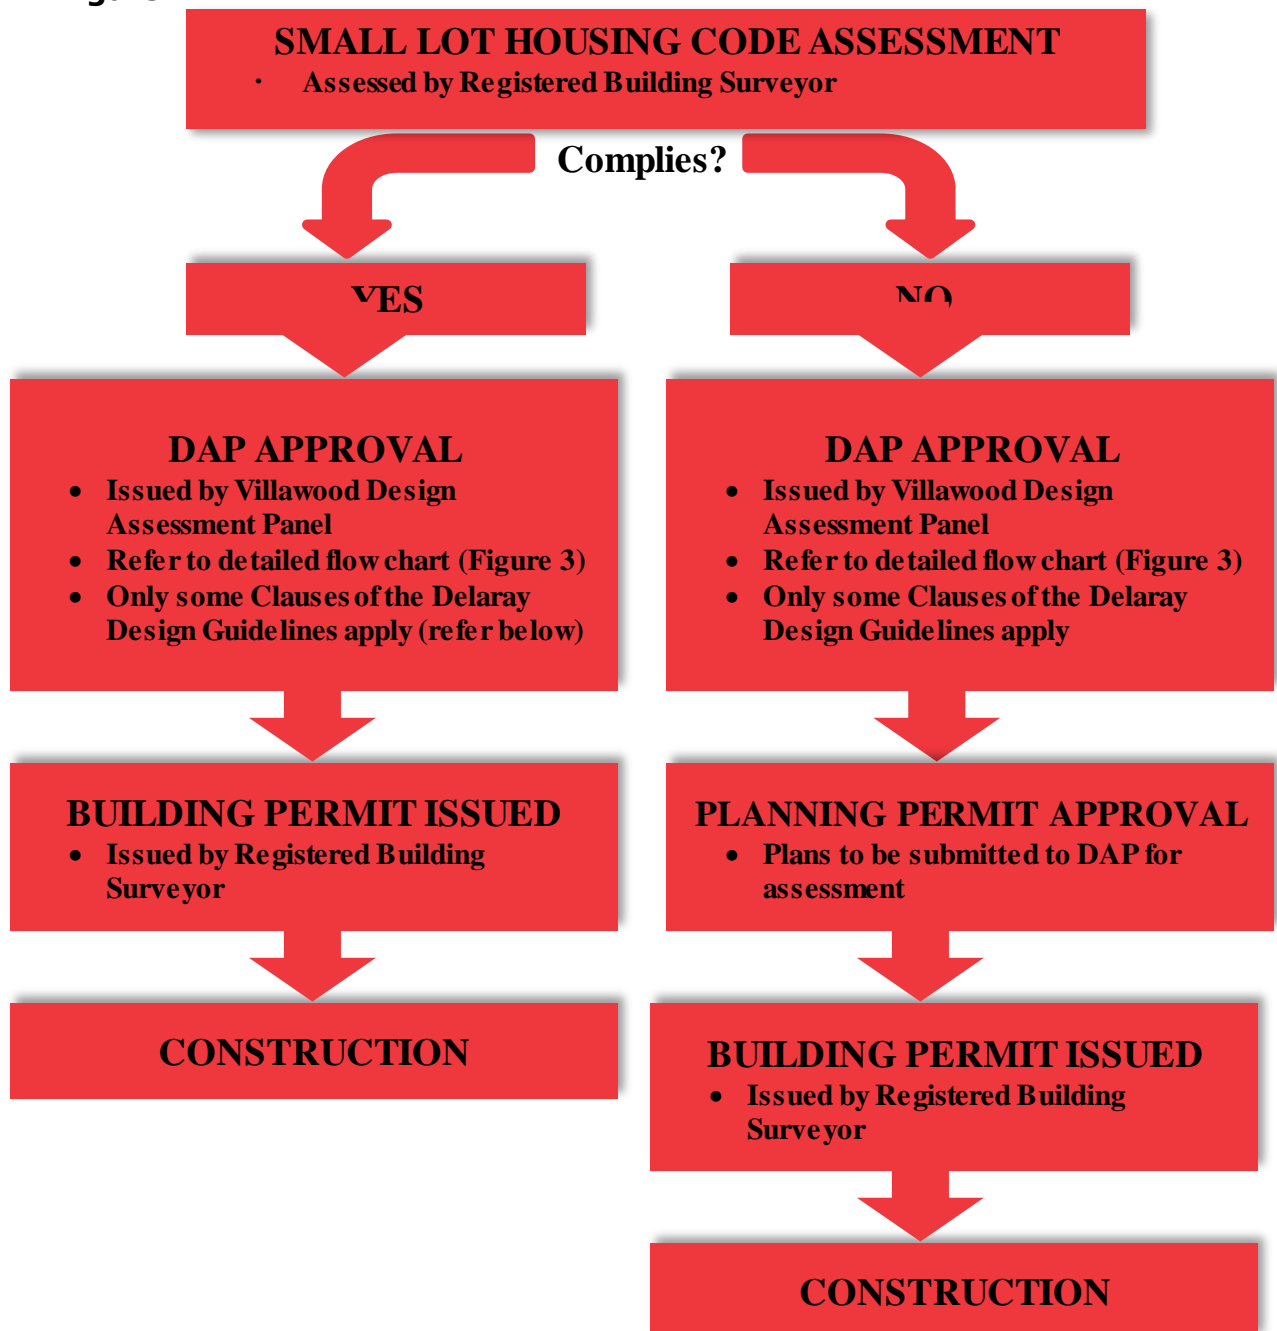 SMALL LOT HOUSING CODE ASSESSMENT
· Assessed by Registered Building Surveyor
Complies?
YES
NO
DAP APPROVAL
• Issued by Villawood Design
Assessment Panel
• Refer to detailed flow chart (Figure 3)
• Only some Clauses of the Delaray
Design Guidelines apply (refer below)
DAP APPROVAL
• Issued by Villawood Design
Assessment Panel
• Refer to detailed flow chart (Figure 3)
• Only some Clauses of the Delaray
Design Guidelines apply
BUILDING PERMIT ISSUED
• Issued by Registered Building
Surveyor
PLANNING PERMIT APPROVAL
• Plans to be submitted to DAP for
assessment
CONSTRUCTION
BUILDING PERMIT ISSUED
• Issued by Registered Building
Surveyor
CONSTRUCTION